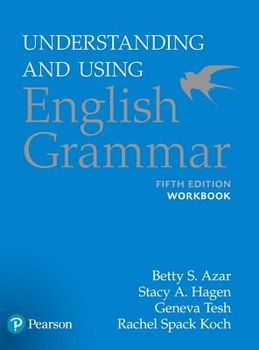 UNDERSTANDING
AND USING
English
Grammar
FIFTH EDITION
WORKBOOK
Betty S. Azar
Stacy A. Hagen
Geneva Tesh
Rachel Spack Koch
P Pearson